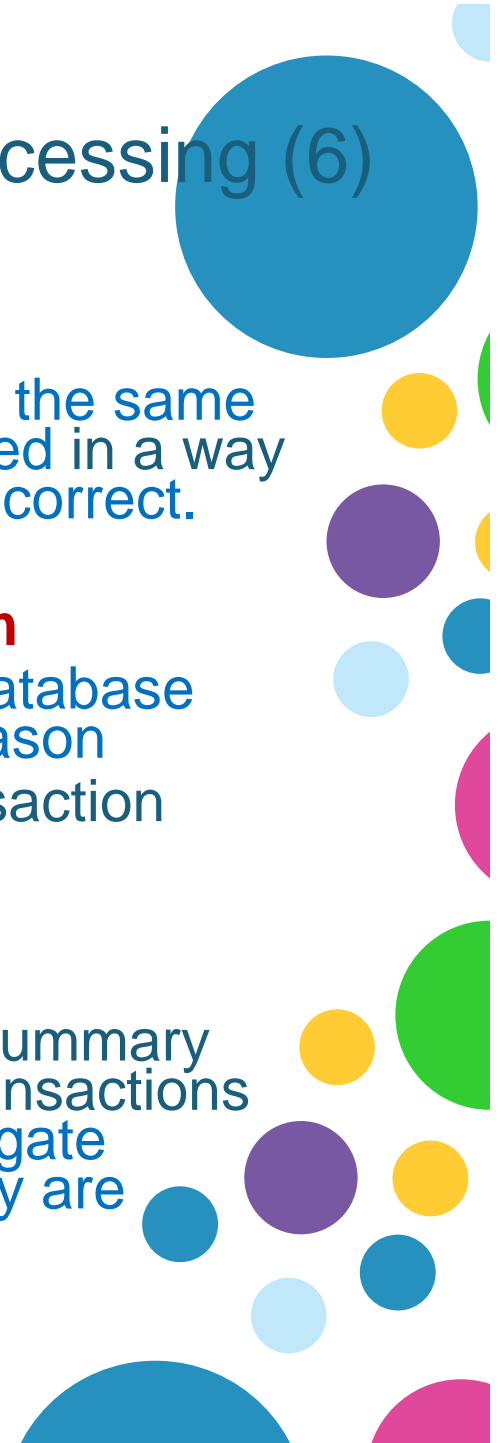 cessing (6)
the same
ed in a way
correct.
n
atabase
ason
saction
ummary
nsactions
gate
y are